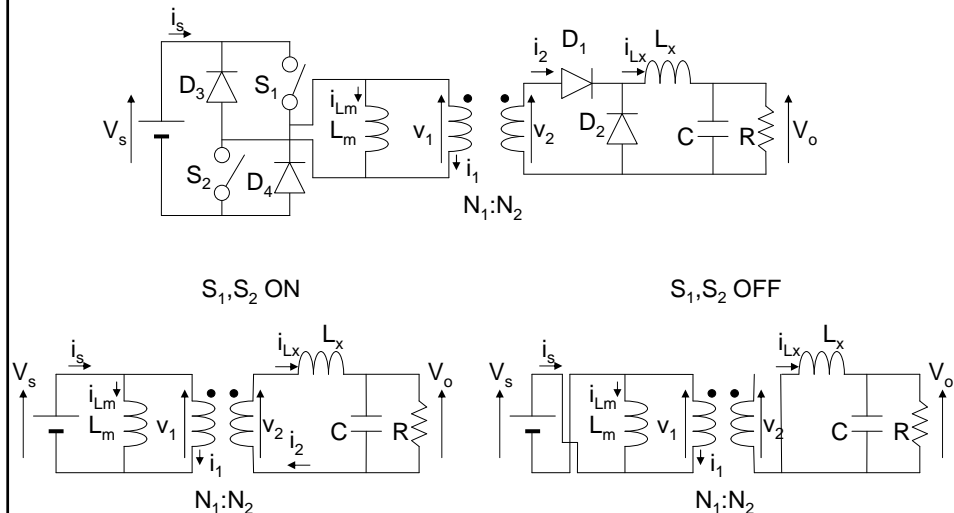 i_s
D_3
S_1
V_s
S_2
D_4
i_Lm
L_m
v_1
i_1
N_1:N_2
v_2
i_2
D_1
D_2
i_Lx
L_x
C
R
V_o
S_1,S_2 ON
V_s
i_s
i_Lm
L_m
v_1
i_1
N_1:N_2
v_2
i_2
i_Lx
L_x
C
R
V_o
S_1,S_2 OFF
V_s
i_s
i_Lm
L_m
v_1
i_1
N_1:N_2
v_2
i_Lx
L_x
C
R
V_o